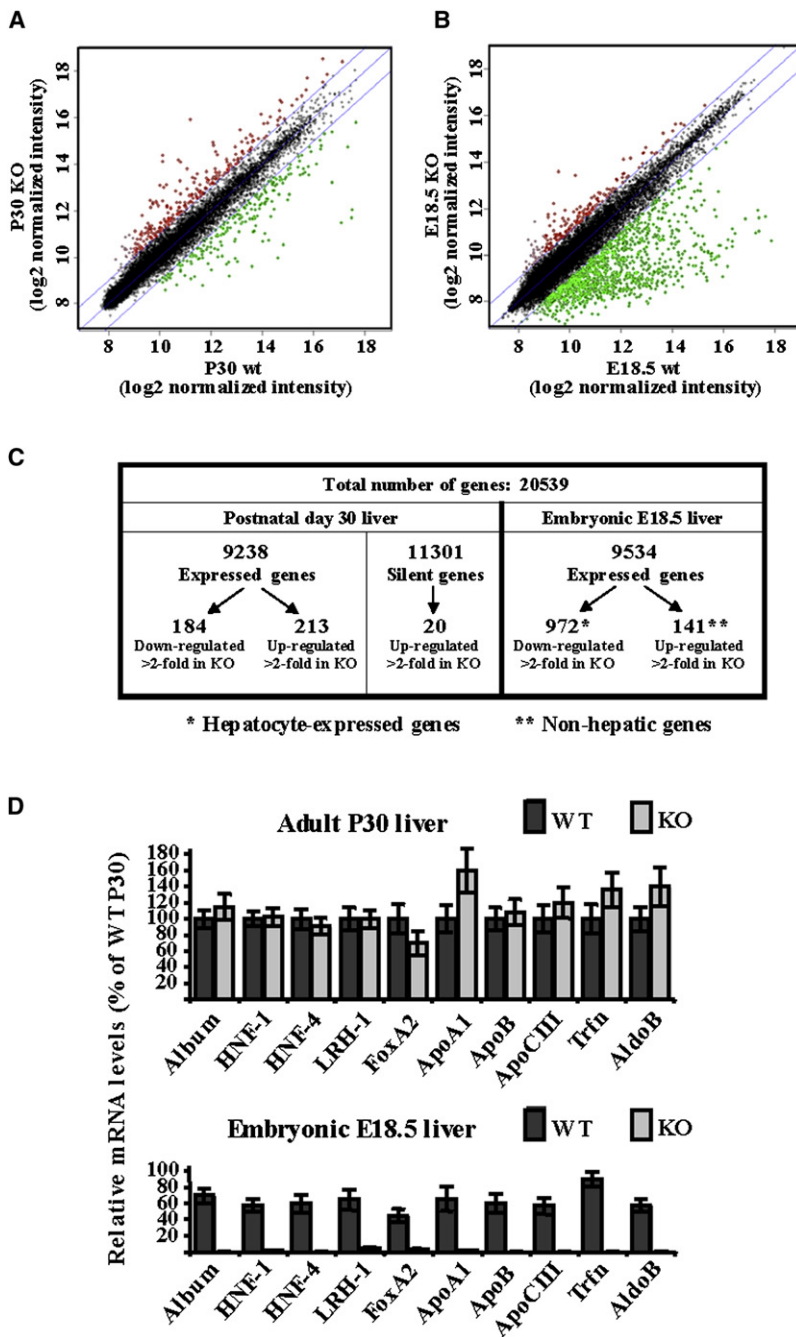 A
B
P30 KO
(log2 normalized intensity)
18
16
14
12
10
8
8 10 12 14 16 18
P30 wt
(log2 normalized intensity)
E18.5 KO
(log2 normalized intensity)
18
16
14
12
10
8
8 10 12 14 16 18
E18.5 wt
(log2 normalized intensity)
C
Total number of genes: 20539
Postnatal day 30 liver
Embryonic E18.5 liver
9238
Expressed genes
11301
Silent genes
9534
Expressed genes
184
Down-regulated
>2-fold in KO
213
Up-regulated
>2-fold in KO
20
Up-regulated
>2-fold in KO
972*
Down-regulated
>2-fold in KO
141**
Up-regulated
>2-fold in KO
* Hepatocyte-expressed genes
** Non-hepatic genes
D
Relative mRNA levels (% of WTP30)
Adult P30 liver
WT
KO
180
140
120
100
80
60
40
20
Album
HNF-1
HNF-4
LRH-1
FoxA2
ApoA1
ApoB
ApoCIII
Trfn
AldoB
Embryonic E18.5 liver
WT
KO
100
80
60
40
20
Album
HNF-1
HNF-4
LRH-1
FoxA2
ApoA1
ApoB
ApoCIII
Trfn
AldoB